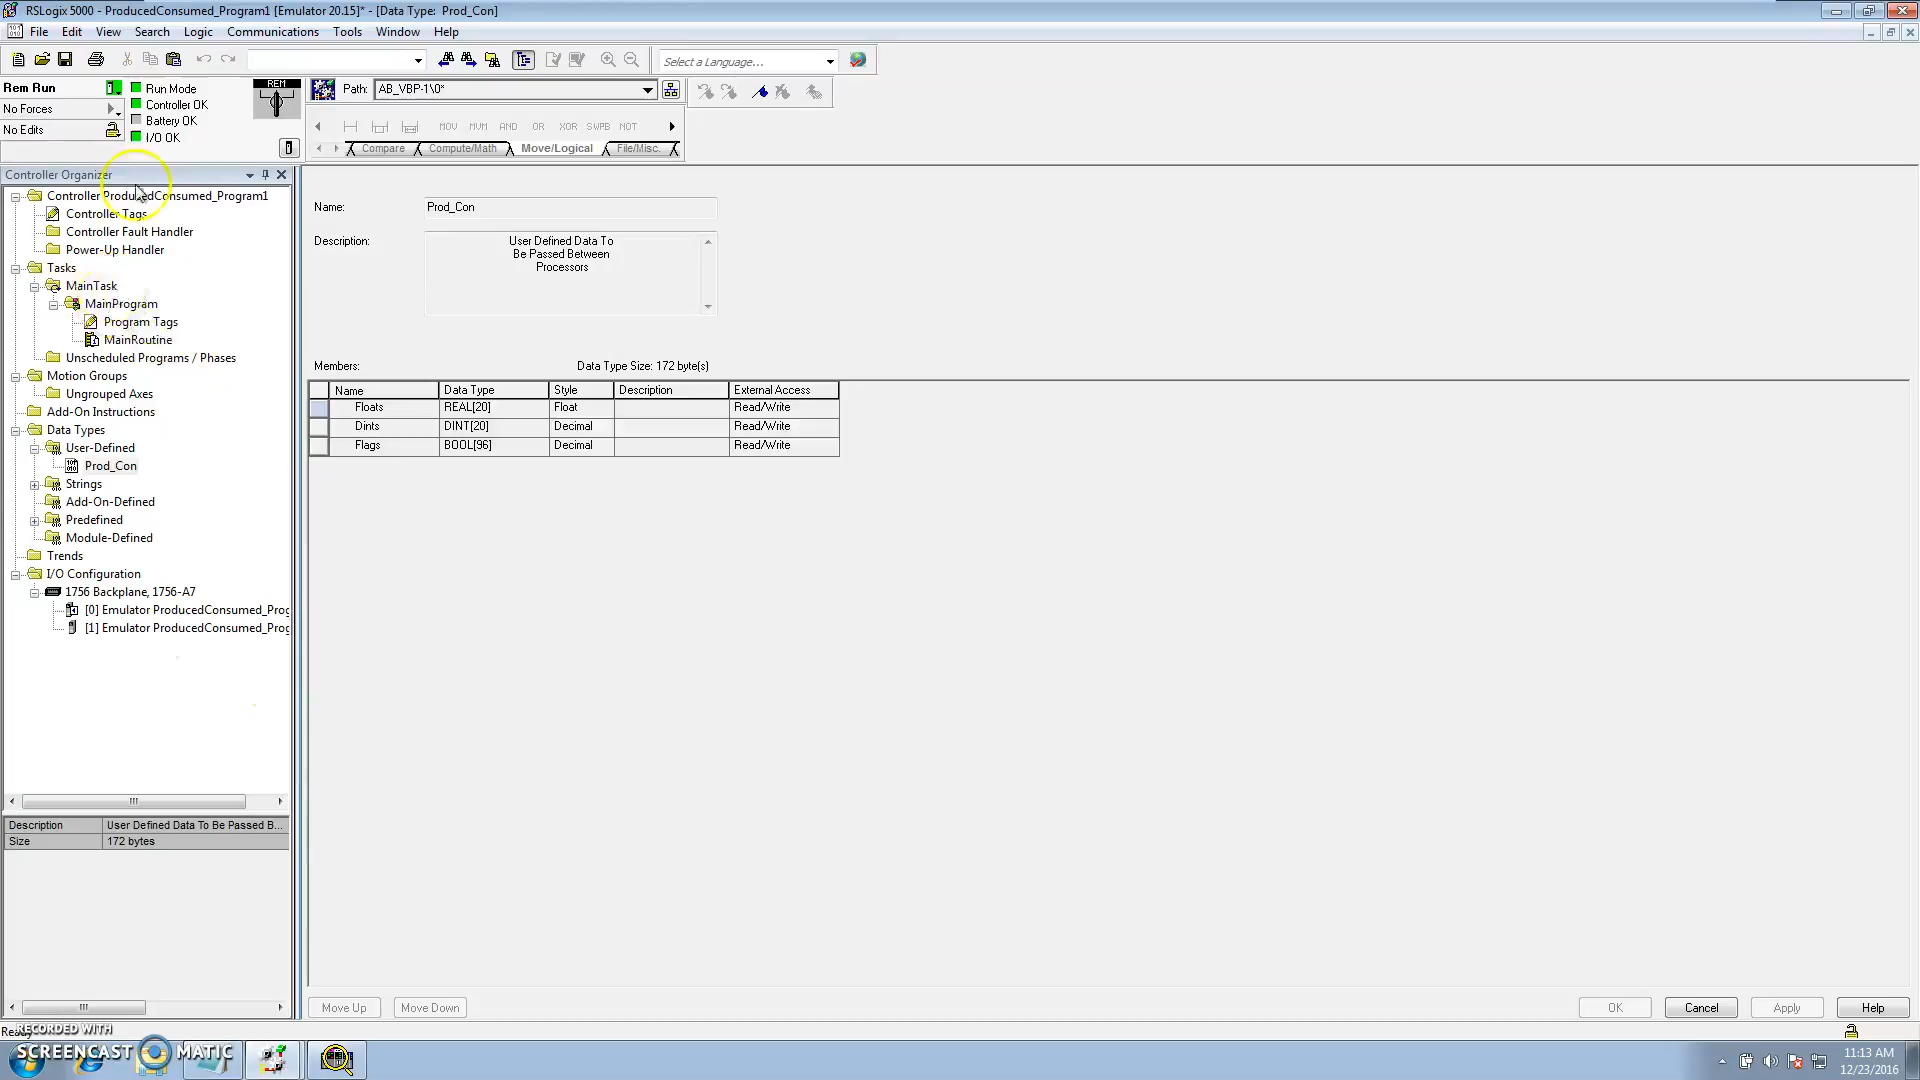 RSLogix 5000 - ProducedConsumed_Program1 [Emulator 20.15]* - [Data Type: Prod_Con]
File Edit View Search Logic Communications Tools Window Help
Select a Language...
Rem Run
No Forces
No Edits
Run Mode
Controller OK
Battery OK
I/O OK
REM
Path: AB_VBP-1\0*
MOV MVM AND OR XOR SWPB NOT
Compare Compute/Math Move/Logical File/Misc.
Controller Organizer
Controller ProducedConsumed_Program1
Controller Tags
Controller Fault Handler
Power-Up Handler
Tasks
MainTask
MainProgram
Program Tags
MainRoutine
Unscheduled Programs / Phases
Motion Groups
Ungrouped Axes
Add-On Instructions
Data Types
User-Defined
Prod_Con
Strings
Add-On-Defined
Predefined
Module-Defined
Trends
I/O Configuration
1756 Backplane, 1756-A7
[0] Emulator ProducedConsumed_Prog
[1] Emulator ProducedConsumed_Prog
Description User Defined Data To Be Passed B...
Size 172 bytes
Name: Prod_Con
Description: User Defined Data To
Be Passed Between
Processors
Members: Data Type Size: 172 byte(s)
Name Data Type Style Description External Access
Floats REAL[20] Float Read/Write
Dints DINT[20] Decimal Read/Write
Flags BOOL[96] Decimal Read/Write
Move Up Move Down OK Cancel Apply Help
Ready
RECORDED WITH
SCREENCAST MATIC
11:13 AM
12/23/2016